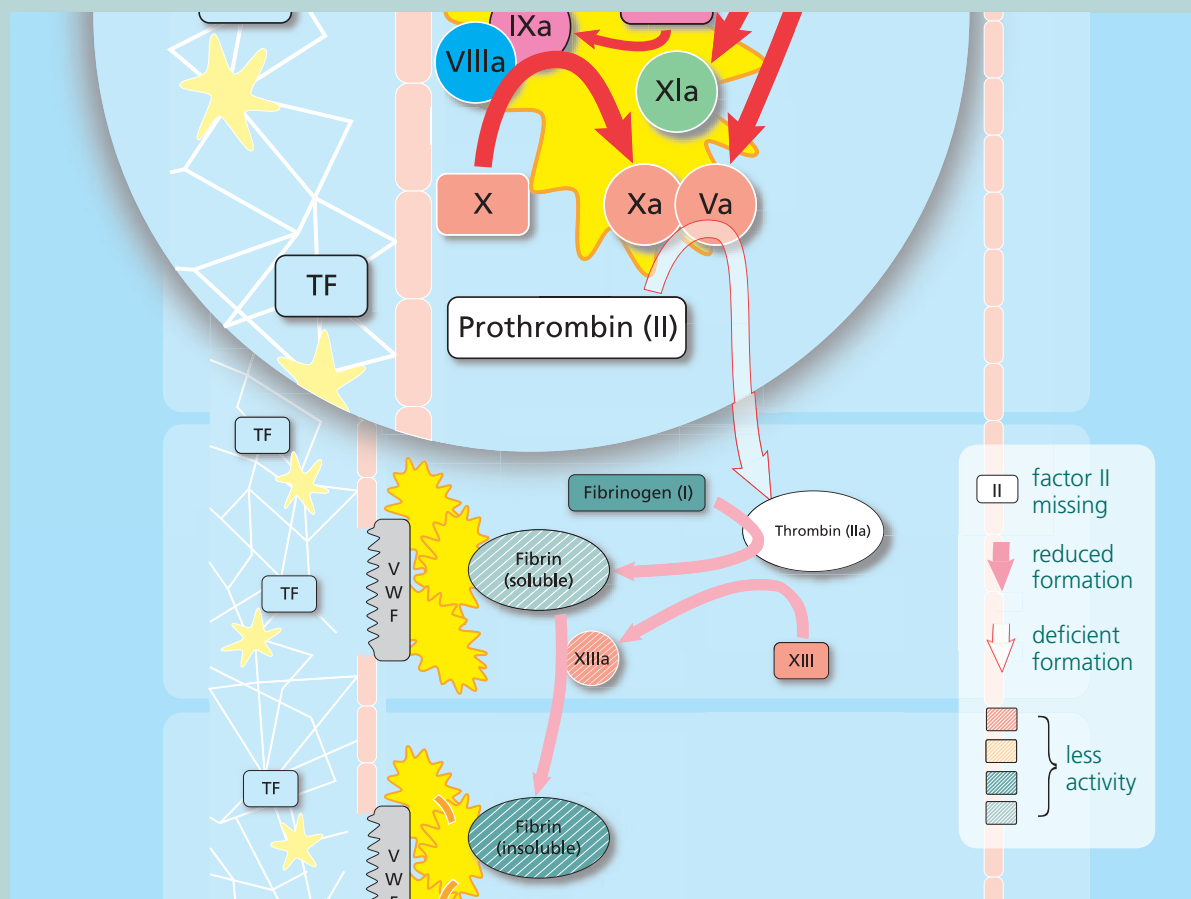 IXa
VIIIa
XIa
X
Xa
Va
TF
Prothrombin (II)
TF
Fibrinogen (I)
Thrombin (IIa)
Fibrin
(soluble)
V
W
F
TF
XIIIa
XIII
II
factor II
missing
reduced
formation
deficient
formation
less
activity
TF
Fibrin
(insoluble)
V
W